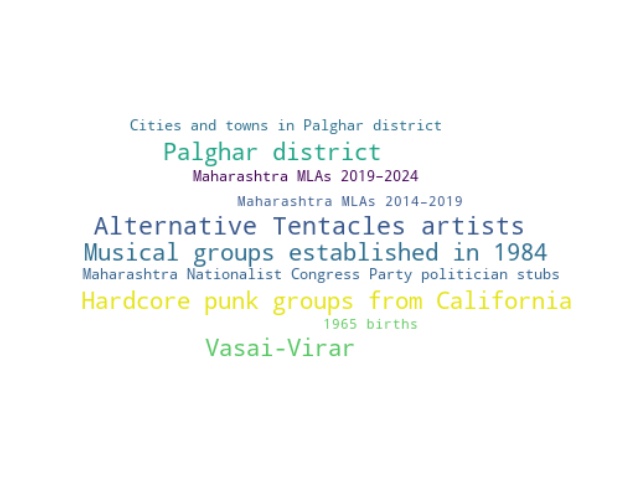 Cities and towns in Palghar district
Palghar district
Maharashtra MLAs 2019–2024
Maharashtra MLAs 2014–2019
Alternative Tentacles artists
Musical groups established in 1984
Maharashtra Nationalist Congress Party politician stubs
Hardcore punk groups from California
1965 births
Vasai-Virar